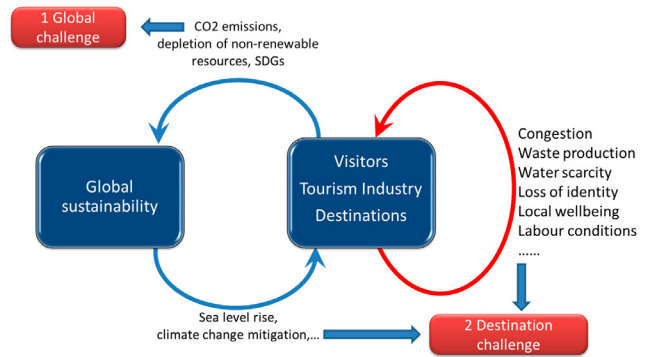 1 Global
challenge
CO2 emissions,
depletion of non-renewable
resources, SDGs
Global
sustainability
Visitors
Tourism Industry
Destinations
Congestion
Waste production
Water scarcity
Loss of identity
Local wellbeing
Labour conditions
......
Sea level rise,
climate change mitigation,...
2 Destination
challenge